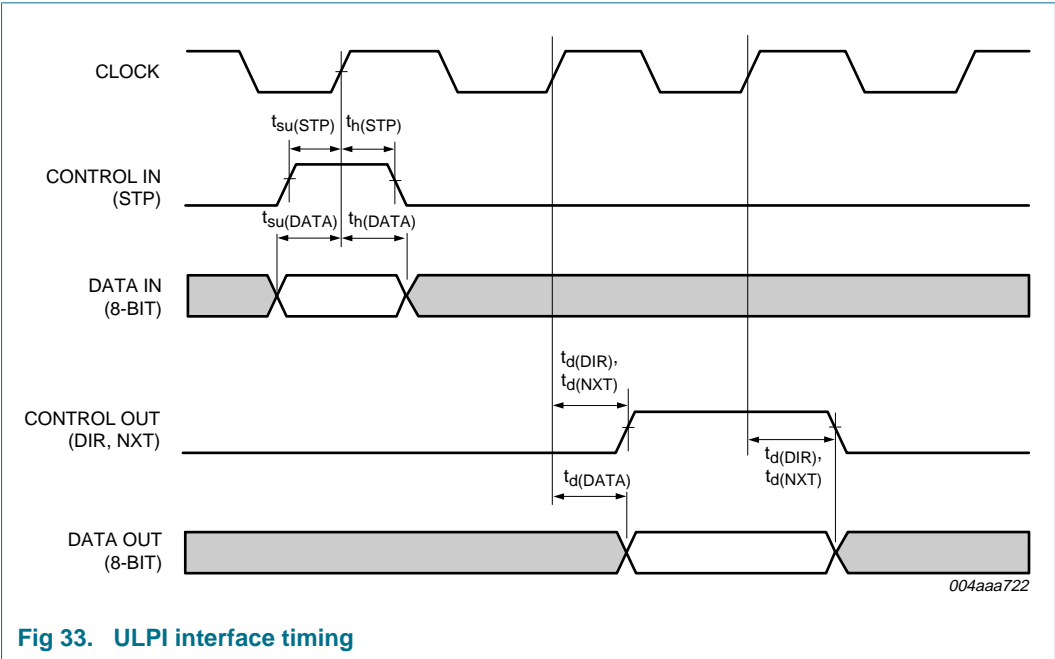 CLOCK
tsu(STP) th(STP)
CONTROL IN
(STP)
tsu(DATA) th(DATA)
DATA IN
(8-BIT)
td(DIR),
td(NXT)
CONTROL OUT
(DIR, NXT)
td(DIR),
td(NXT)
td(DATA)
DATA OUT
(8-BIT)
004aaa722
Fig 33. ULPI interface timing